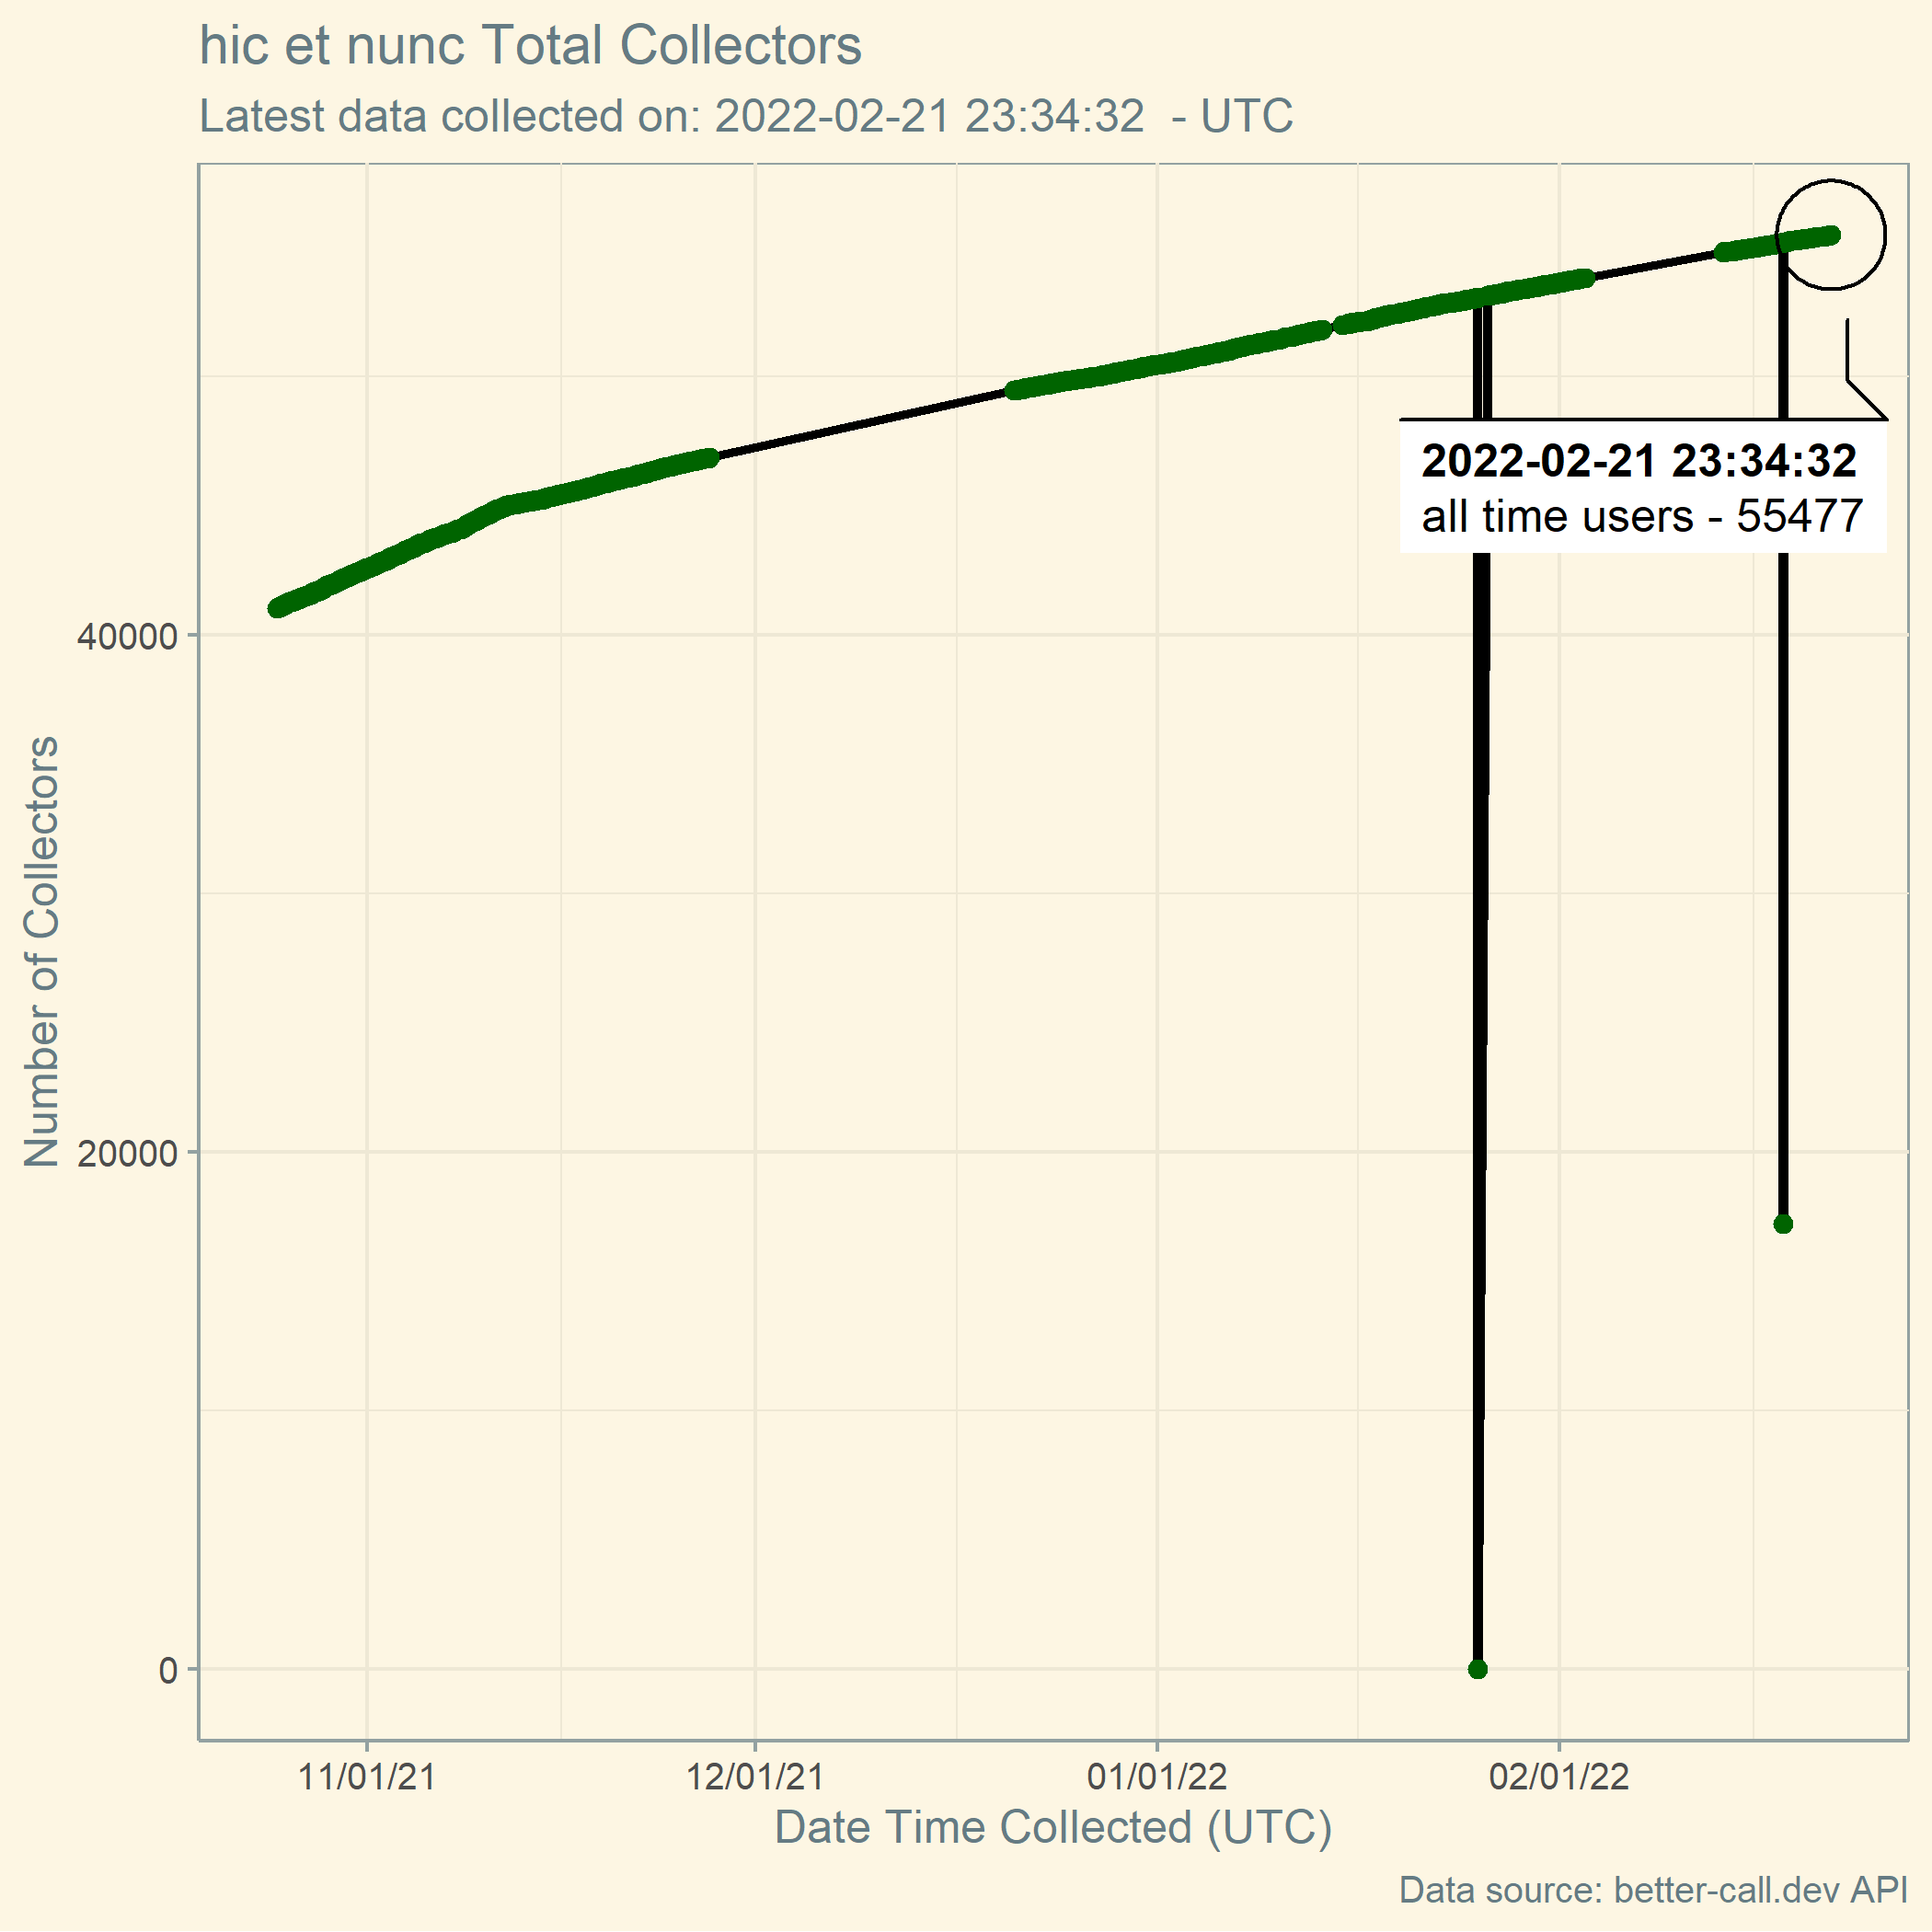 hic et nunc Total Collectors
Latest data collected on: 2022-02-21 23:34:32  - UTC
2022-02-21 23:34:32
all time users - 55477
Number of Collectors
40000
20000
0
11/01/21
12/01/21
01/01/22
02/01/22
Date Time Collected (UTC)
Data source: better-call.dev API